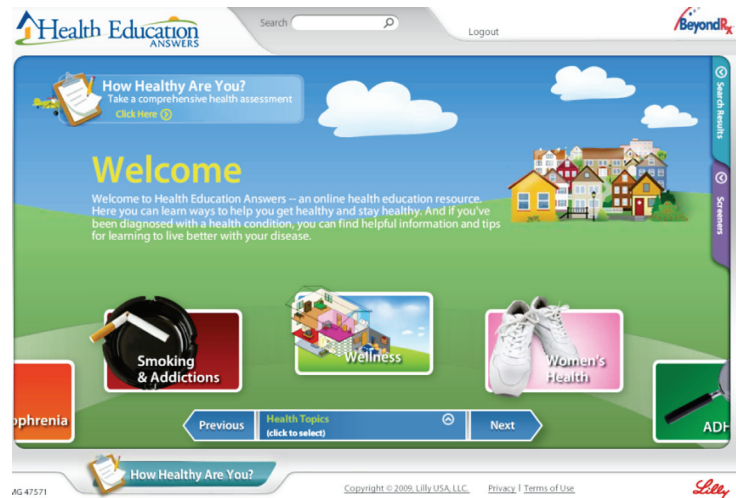 Health Education
ANSWERS
Search
Logout
BeyondRx
How Healthy Are You?
Take a comprehensive health assessment
Click Here
Search Results
Screeners
Welcome
Welcome to Health Education Answers -- an online health education resource.
Here you can learn ways to help you get healthy and stay healthy. And if you've
been diagnosed with a health condition, you can find helpful information and tips
for learning to live better with your disease.
ophrenia
Smoking
& Addictions
Wellness
Women's
Health
ADH
Previous
Health Topics
(click to select)
Next
How Healthy Are You?
MG 47571
Copyright © 2009, Lilly USA, LLC.
Privacy | Terms of Use
Lilly